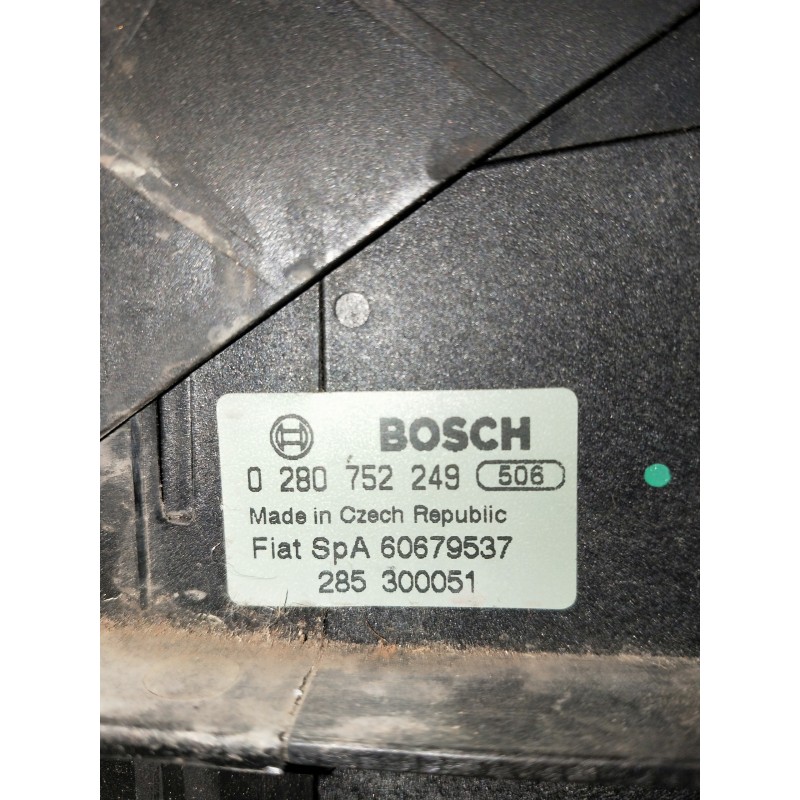 BOSCH
0 280 752 249 506
Made in Czech Republic
Fiat SpA 60679537
285 300051